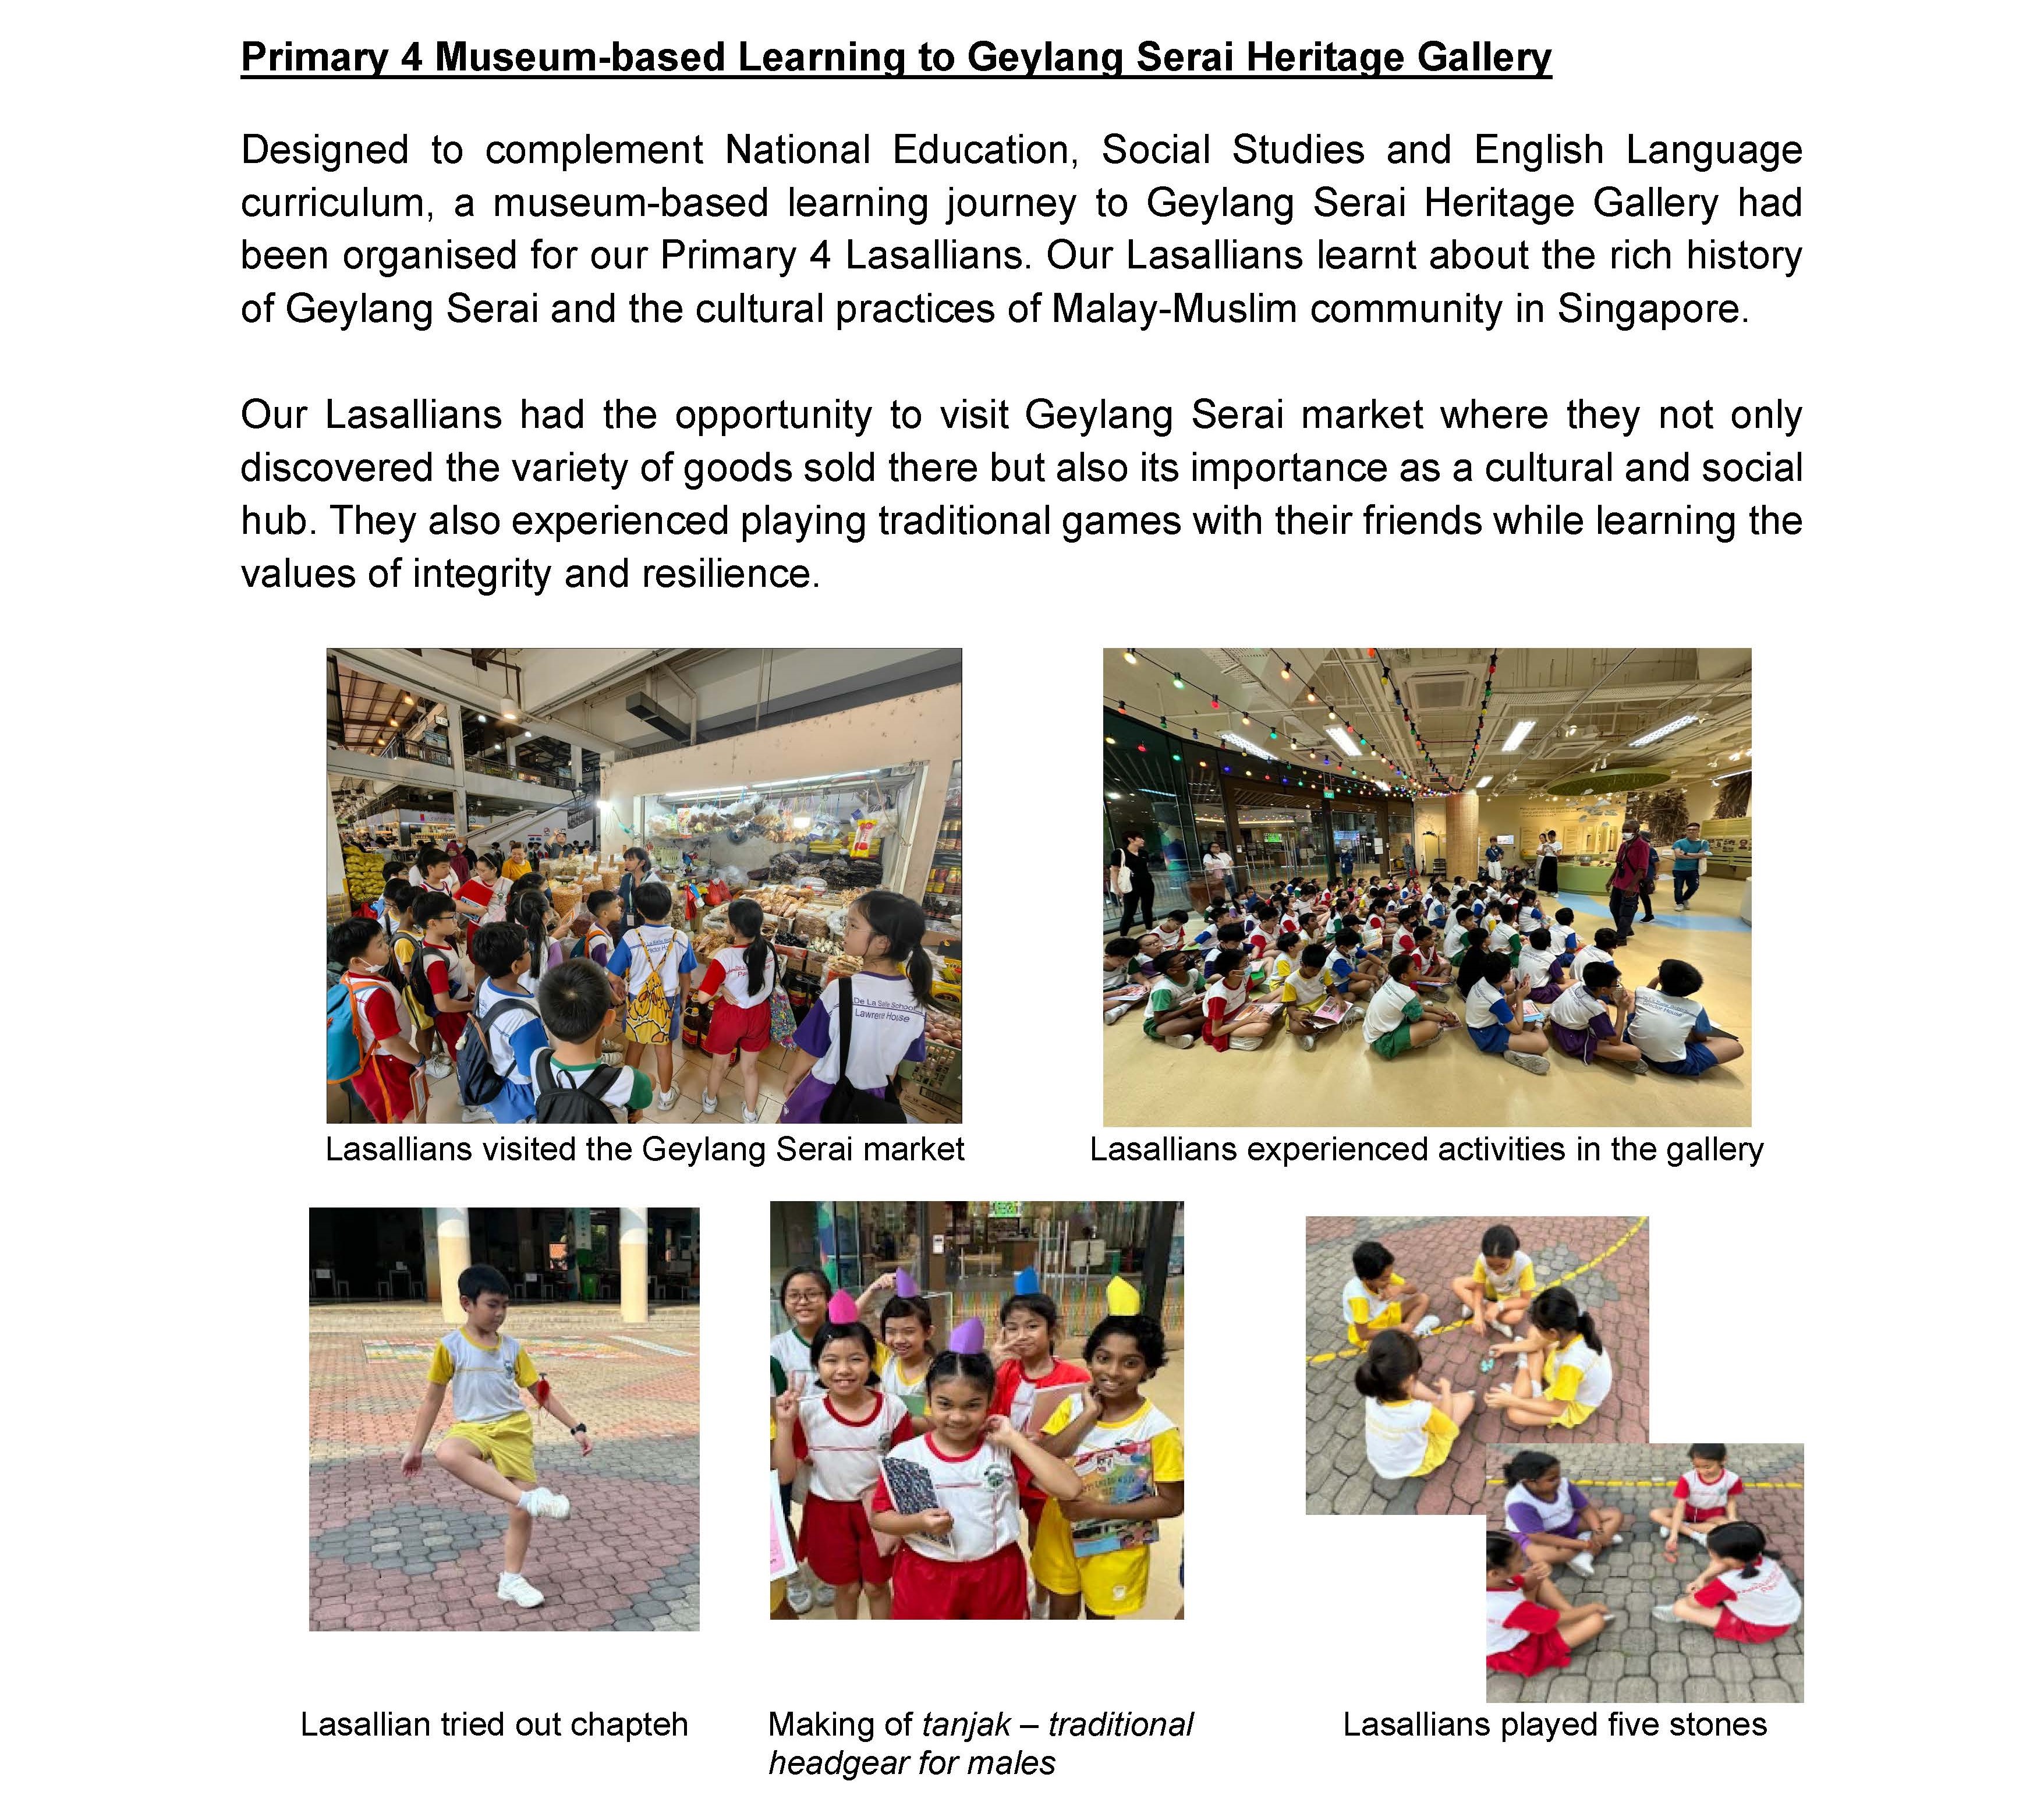 Primary 4 Museum-based Learning to Geylang Serai Heritage Gallery
Designed to complement National Education, Social Studies and English Language
curriculum, a museum-based learning journey to Geylang Serai Heritage Gallery had
been organised for our Primary 4 Lasallians. Our Lasallians learnt about the rich history
of Geylang Serai and the cultural practices of Malay-Muslim community in Singapore.
Our Lasallians had the opportunity to visit Geylang Serai market where they not only
discovered the variety of goods sold there but also its importance as a cultural and social
hub. They also experienced playing traditional games with their friends while learning the
values of integrity and resilience.
De La Salle School
Lawrence House
Lasallians visited the Geylang Serai market
Lasallians experienced activities in the gallery
Lasallian tried out chapteh
Making of tanjak – traditional
headgear for males
Lasallians played five stones